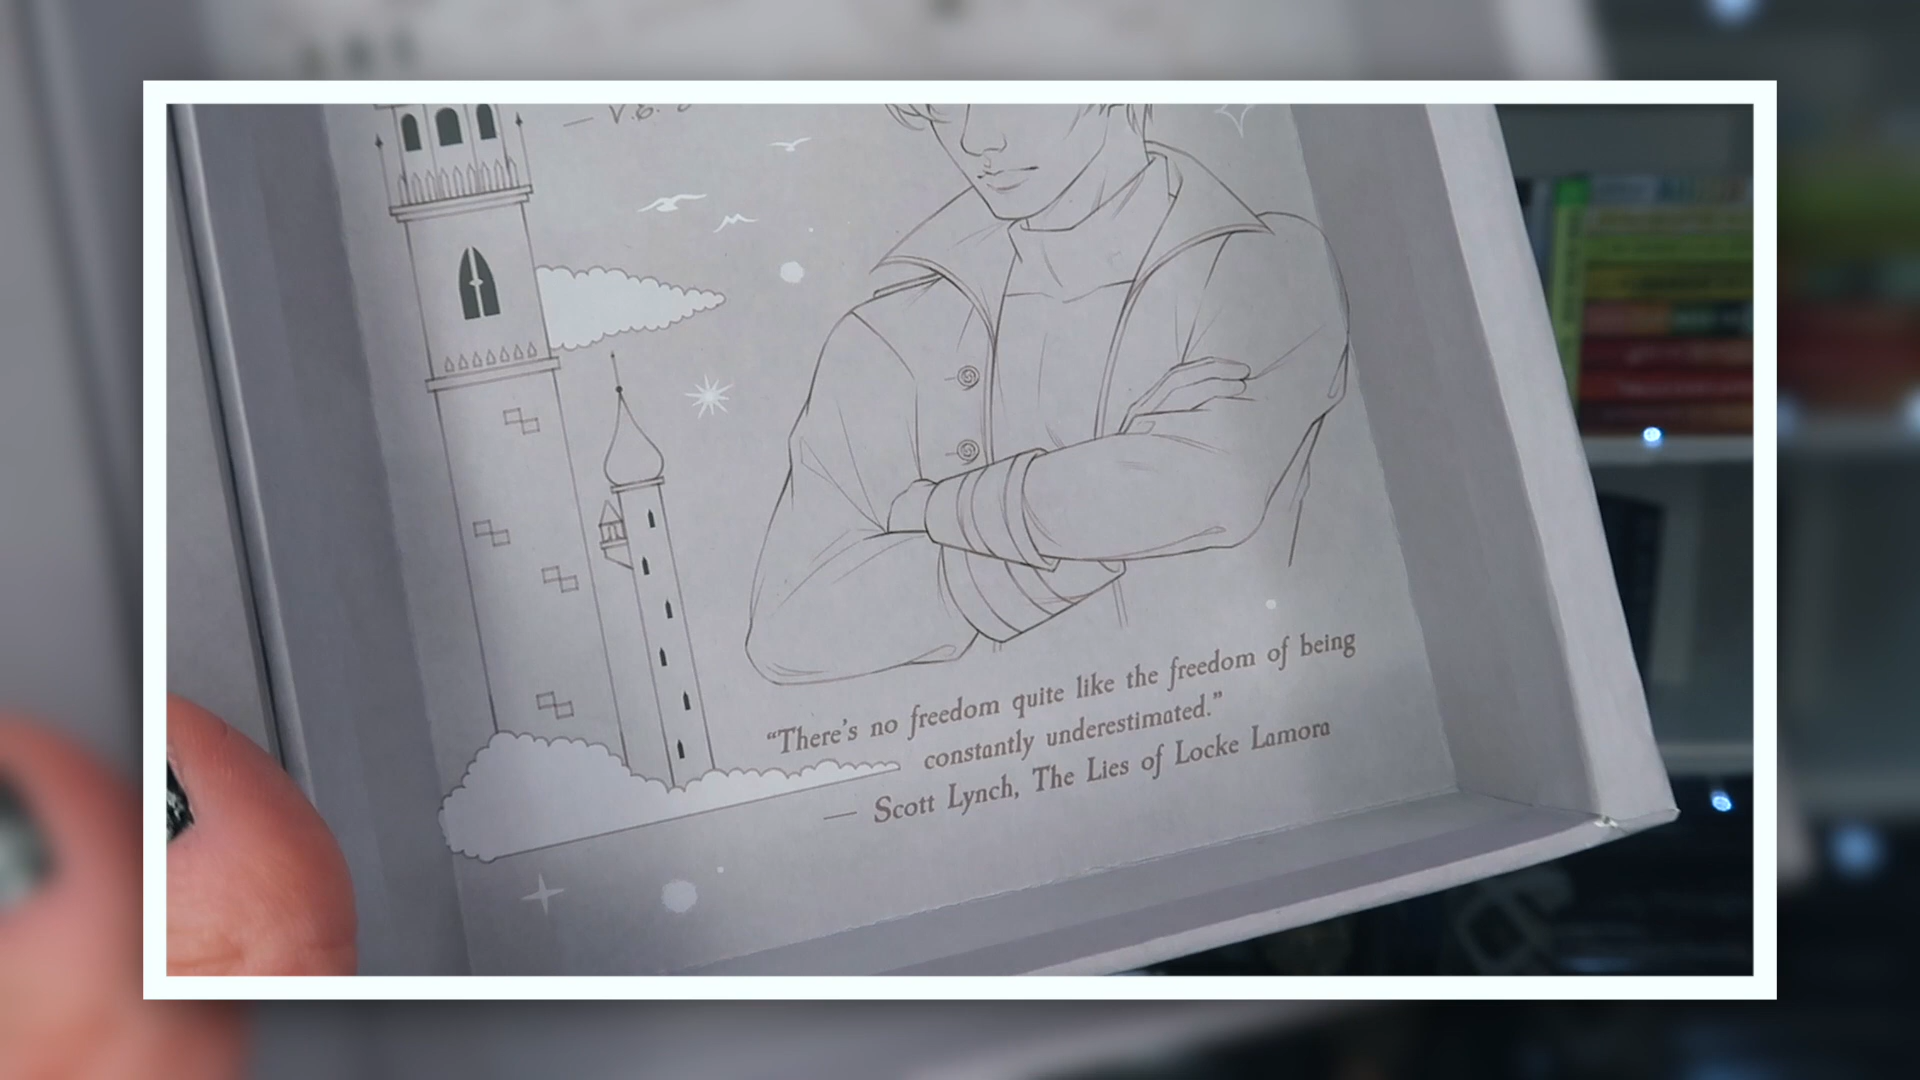 “There’s no freedom quite like the freedom of being
constantly underestimated.”
— Scott Lynch, The Lies of Locke Lamora